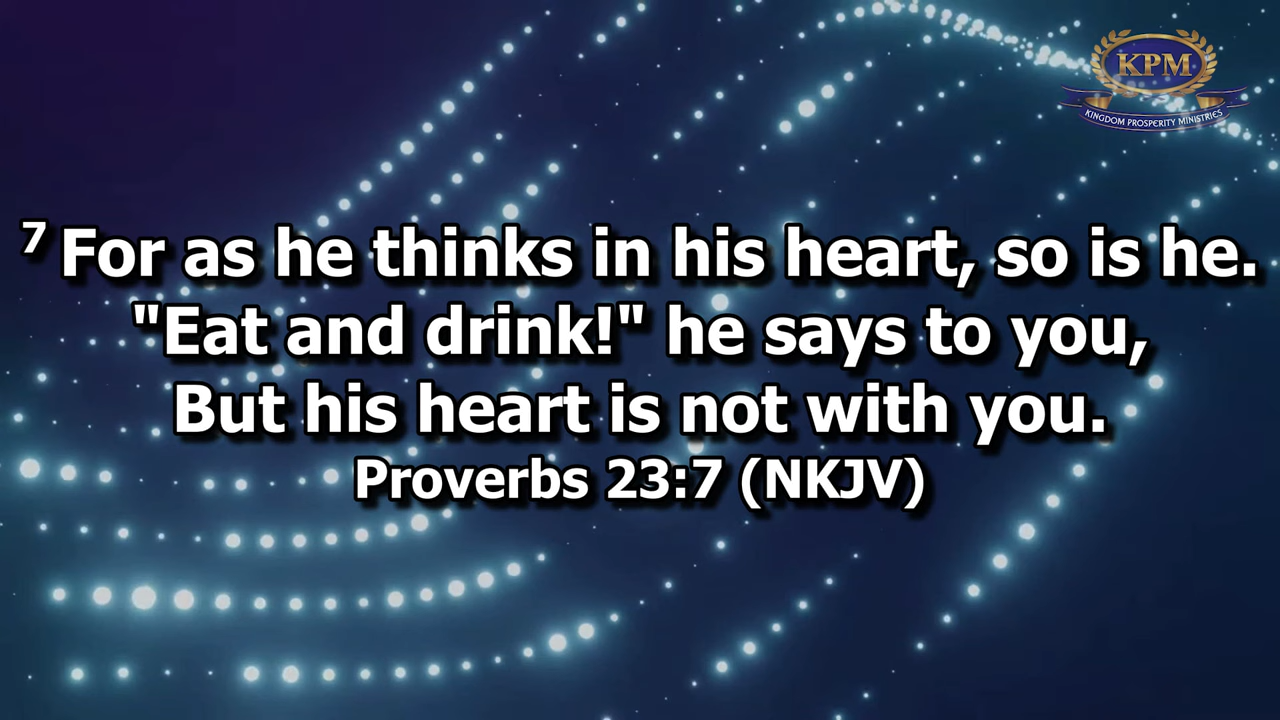 KPM
KINGDOM PROSPERITY MINISTRIES
7 For as he thinks in his heart, so is he.
"Eat and drink!" he says to you,
But his heart is not with you.
Proverbs 23:7 (NKJV)